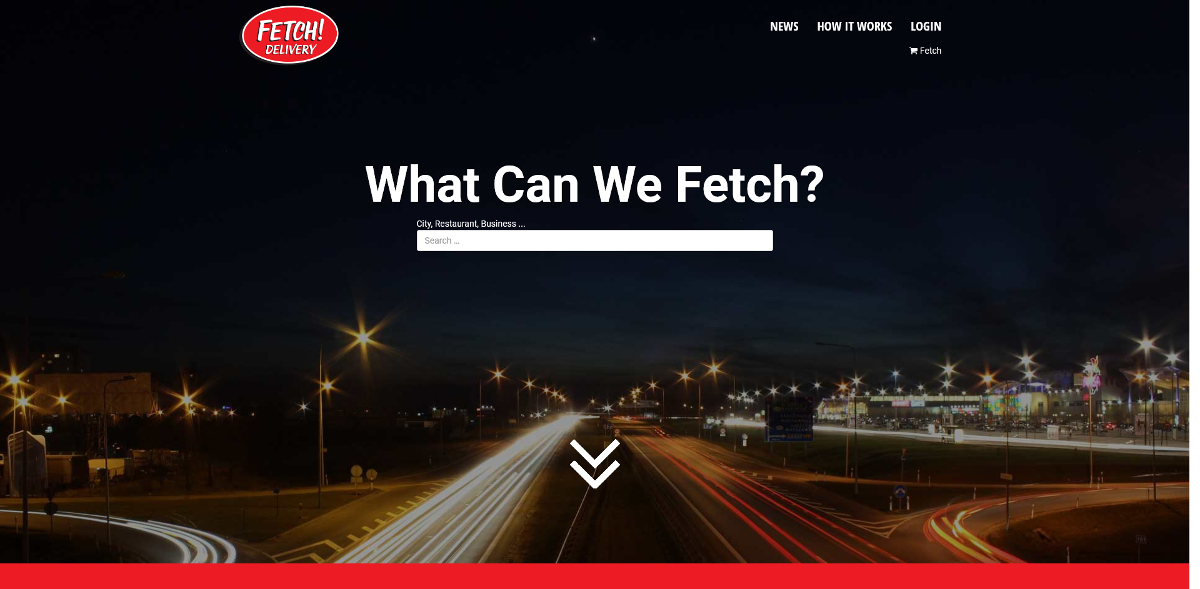 FETCH!
DELIVERY
NEWS HOW IT WORKS LOGIN
Fetch
What Can We Fetch?
City, Restaurant, Business ...
Search ...